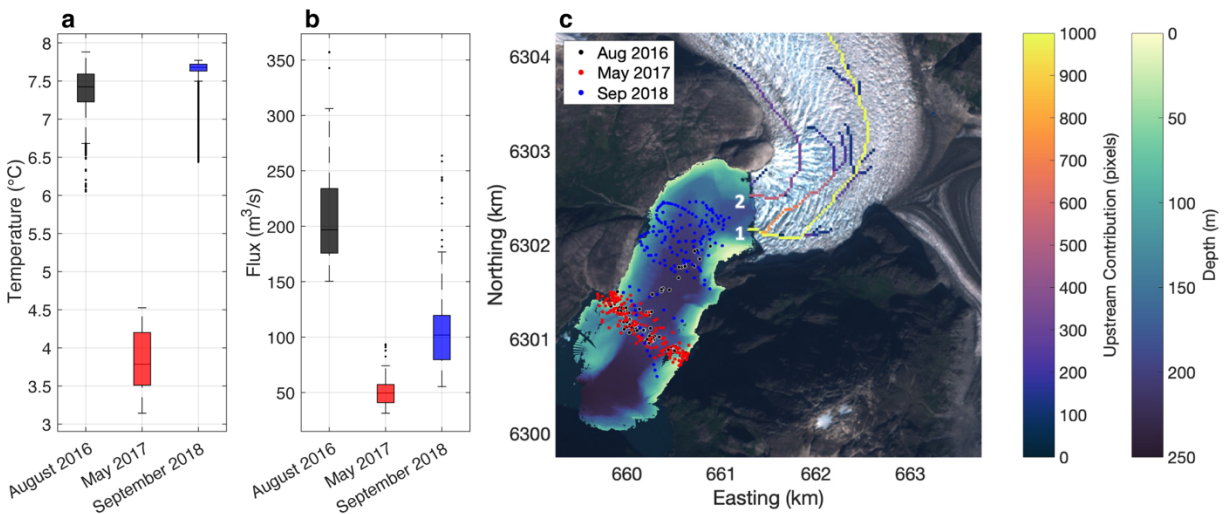 a
8
7.5
7
6.5
6
5.5
5
4.5
4
3.5
3
Temperature (°C)
August 2016
May 2017
September 2018
b
350
300
250
200
150
100
50
Flux (m³/s)
August 2016
May 2017
September 2018
c
Aug 2016
May 2017
Sep 2018
6304
6303
6302
6301
6300
Northing (km)
2
1
660
661
662
663
Easting (km)
1000
900
800
700
600
500
400
300
200
100
0
Upstream Contribution (pixels)
0
50
100
150
200
250
Depth (m)